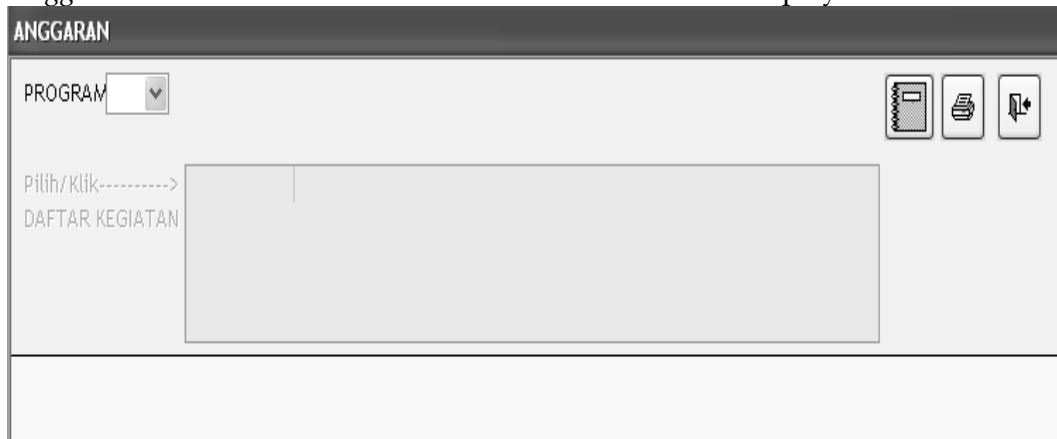 ANGGARAN
PROGRAM
Pilih/Klik---------->
DAFTAR KEGIATAN